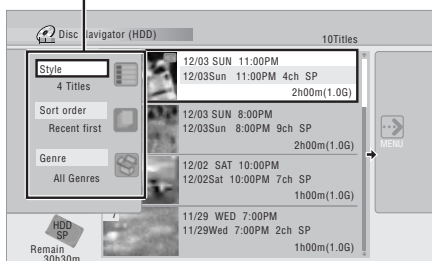 Disc Navigator (HDD)
10Titles
Style
4 Titles
Sort order
Recent first
Genre
All Genres
12/03 SUN 11:00PM
12/03Sun 11:00PM 4ch SP
2h00m(1.0G)
12/03 SUN 8:00PM
12/03Sun 8:00PM 9ch SP
2h00m(1.0G)
12/02 SAT 10:00PM
12/02Sat 10:00PM 7ch SP
1h00m(1.0G)
11/29 WED 7:00PM
11/29Wed 7:00PM 2ch SP
1h00m(1.0G)
MENU
7
HDD
SP
Remain
30h30m